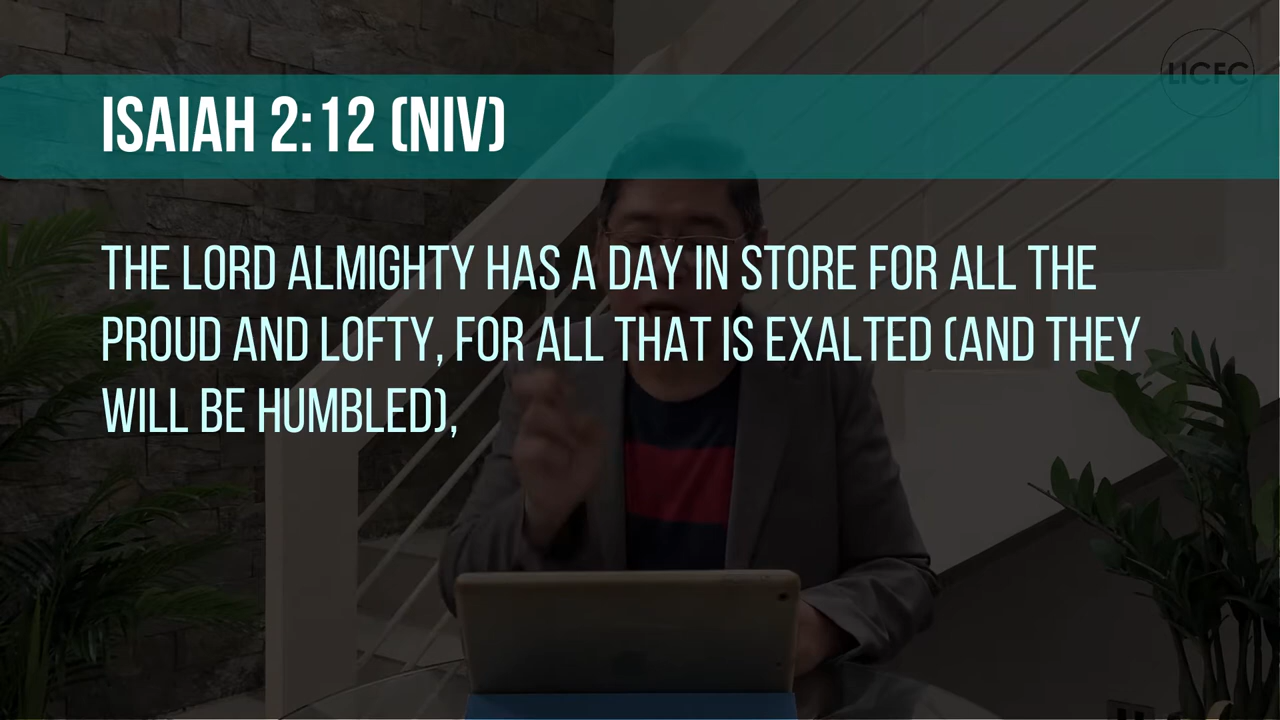 LICFC
ISAIAH 2:12 (NIV)
THE LORD ALMIGHTY HAS A DAY IN STORE FOR ALL THE
PROUD AND LOFTY, FOR ALL THAT IS EXALTED (AND THEY
WILL BE HUMBLED),